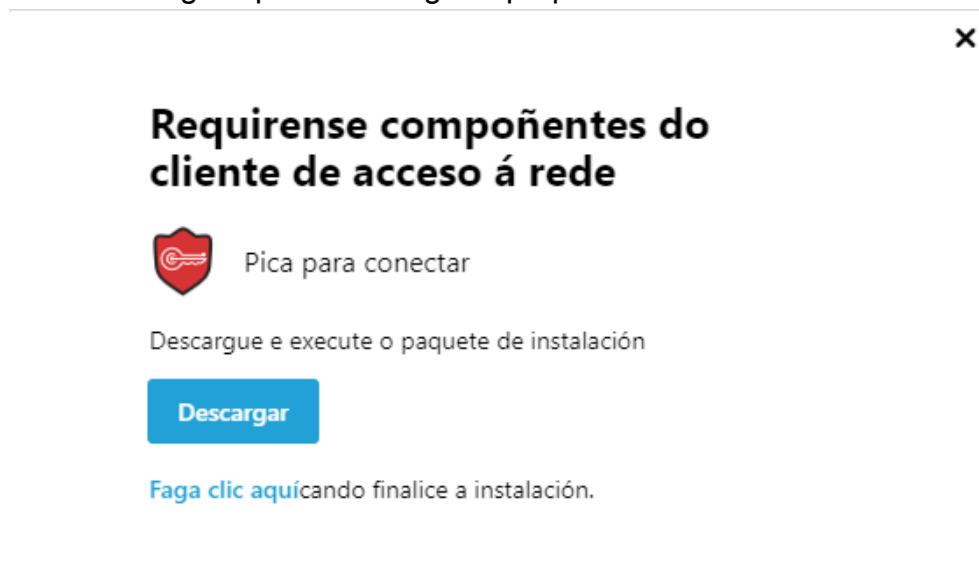 Requirense compoñentes do
cliente de acceso á rede
Pica para conectar
Descargue e execute o paquete de instalación
Descargar
Faga clic aquícando finalice a instalación.